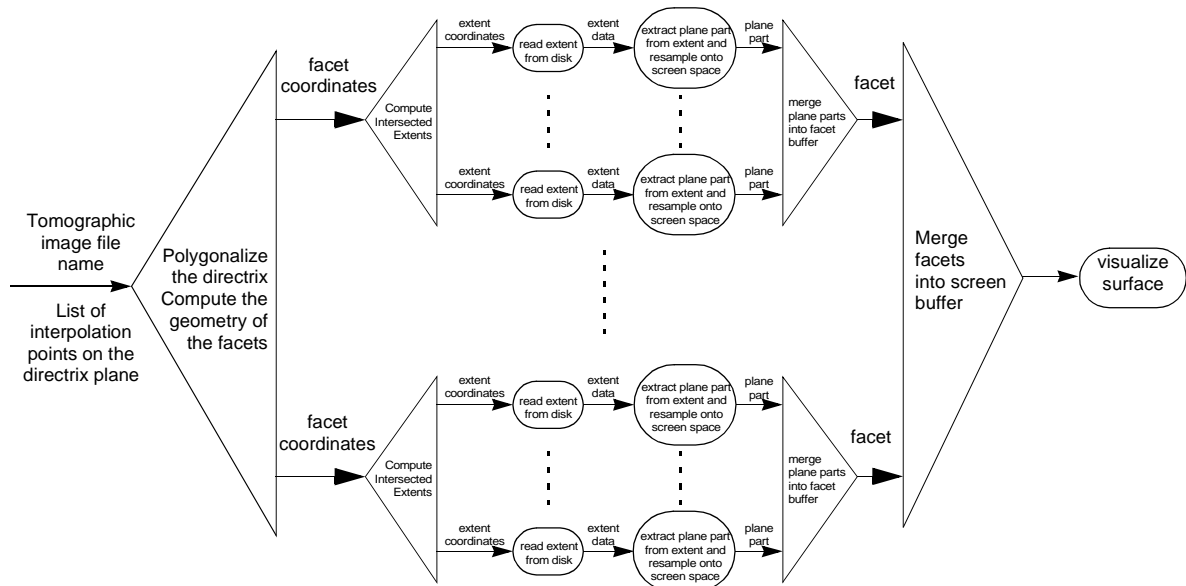 Tomographic
image file
name
List of
interpolation
points on the
directrix plane
Polygonalize
the directrix
Compute the
geometry of
the facets
facet
coordinates
Compute
Intersected
Extents
extent
coordinates
read extent
from disk
extent
data
extract plane part
from extent and
resample onto
screen space
plane
part
extent
coordinates
read extent
from disk
extent
data
extract plane part
from extent and
resample onto
screen space
plane
part
merge
plane parts
into facet
buffer
facet
facet
coordinates
Compute
Intersected
Extents
extent
coordinates
read extent
from disk
extent
data
extract plane part
from extent and
resample onto
screen space
plane
part
extent
coordinates
read extent
from disk
extent
data
extract plane part
from extent and
resample onto
screen space
plane
part
merge
plane parts
into facet
buffer
facet
Merge
facets
into screen
buffer
visualize
surface